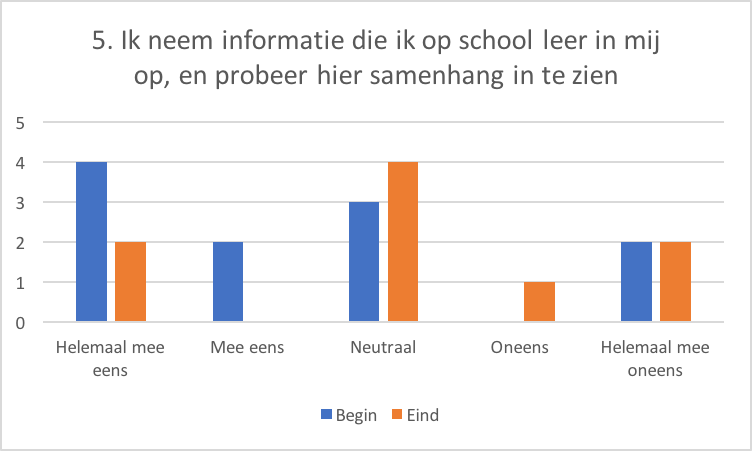 5. Ik neem informatie die ik op school leer in mij
op, en probeer hier samenhang in te zien
5
4
3
2
1
0
Helemaal mee
eens
Mee eens
Neutraal
Oneens
Helemaal mee
oneens
Begin
Eind